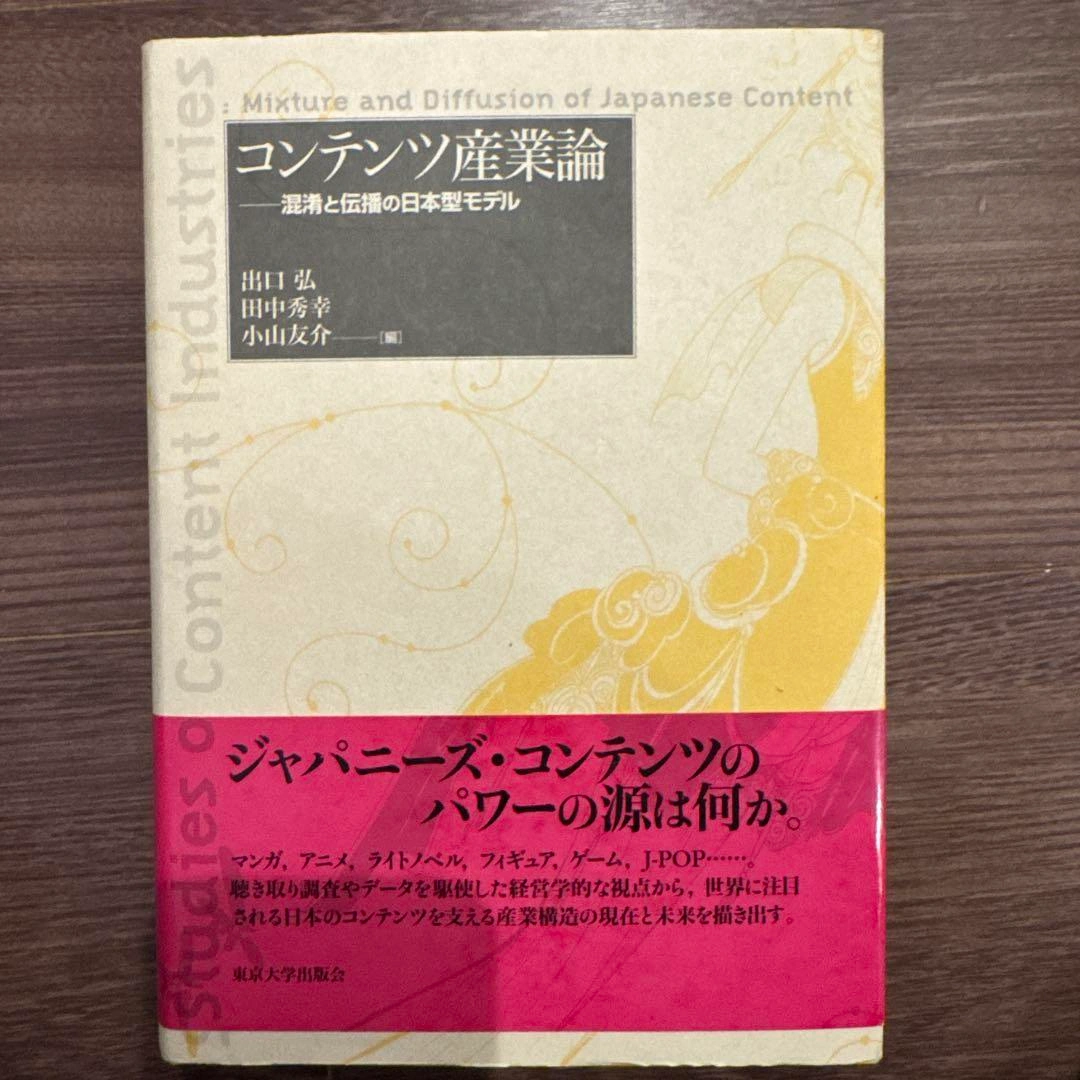 Studies of Content Industries
: Mixture and Diffusion of Japanese Content
コンテンツ産業論
——混淆と伝播の日本型モデル
出口 弘
田中秀幸
小山友介——[編]
ジャパニーズ・コンテンツの
パワーの源は何か。
マンガ，アニメ，ライトノベル，フィギュア，ゲーム，J-POP……。
聴き取り調査やデータを駆使した経営学的な視点から，世界に注目
される日本のコンテンツを支える産業構造の現在と未来を描き出す。
東京大学出版会